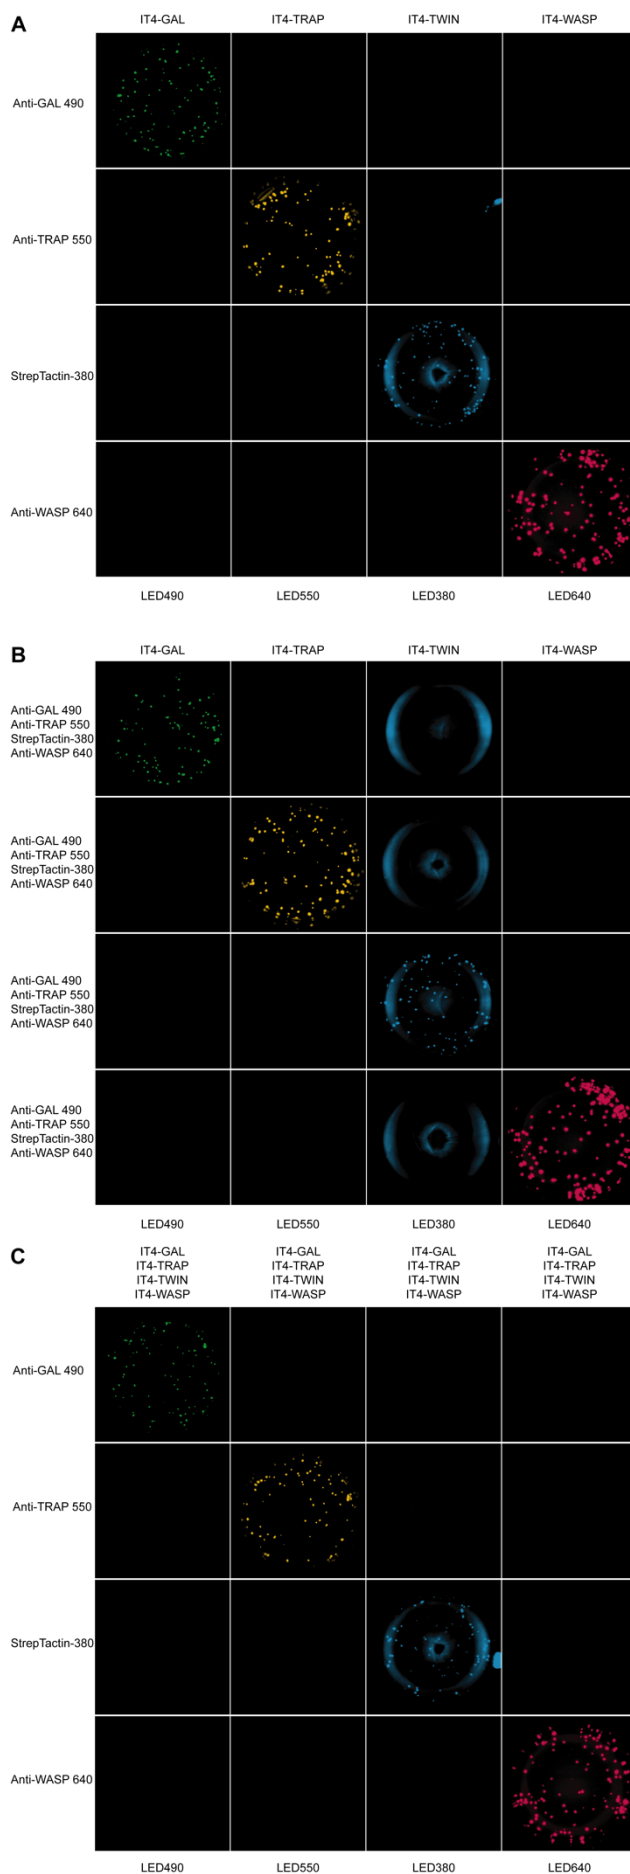 A
IT4-GAL IT4-TRAP IT4-TWIN IT4-WASP
Anti-GAL 490
Anti-TRAP 550
StrepTactin-380
Anti-WASP 640
LED490 LED550 LED380 LED640
B
IT4-GAL IT4-TRAP IT4-TWIN IT4-WASP
Anti-GAL 490
Anti-TRAP 550
StrepTactin-380
Anti-WASP 640
Anti-GAL 490
Anti-TRAP 550
StrepTactin-380
Anti-WASP 640
Anti-GAL 490
Anti-TRAP 550
StrepTactin-380
Anti-WASP 640
Anti-GAL 490
Anti-TRAP 550
StrepTactin-380
Anti-WASP 640
LED490 LED550 LED380 LED640
C
IT4-GAL IT4-GAL IT4-GAL IT4-GAL
IT4-TRAP IT4-TRAP IT4-TRAP IT4-TRAP
IT4-TWIN IT4-TWIN IT4-TWIN IT4-TWIN
IT4-WASP IT4-WASP IT4-WASP IT4-WASP
Anti-GAL 490
Anti-TRAP 550
StrepTactin-380
Anti-WASP 640
LED490 LED550 LED380 LED640